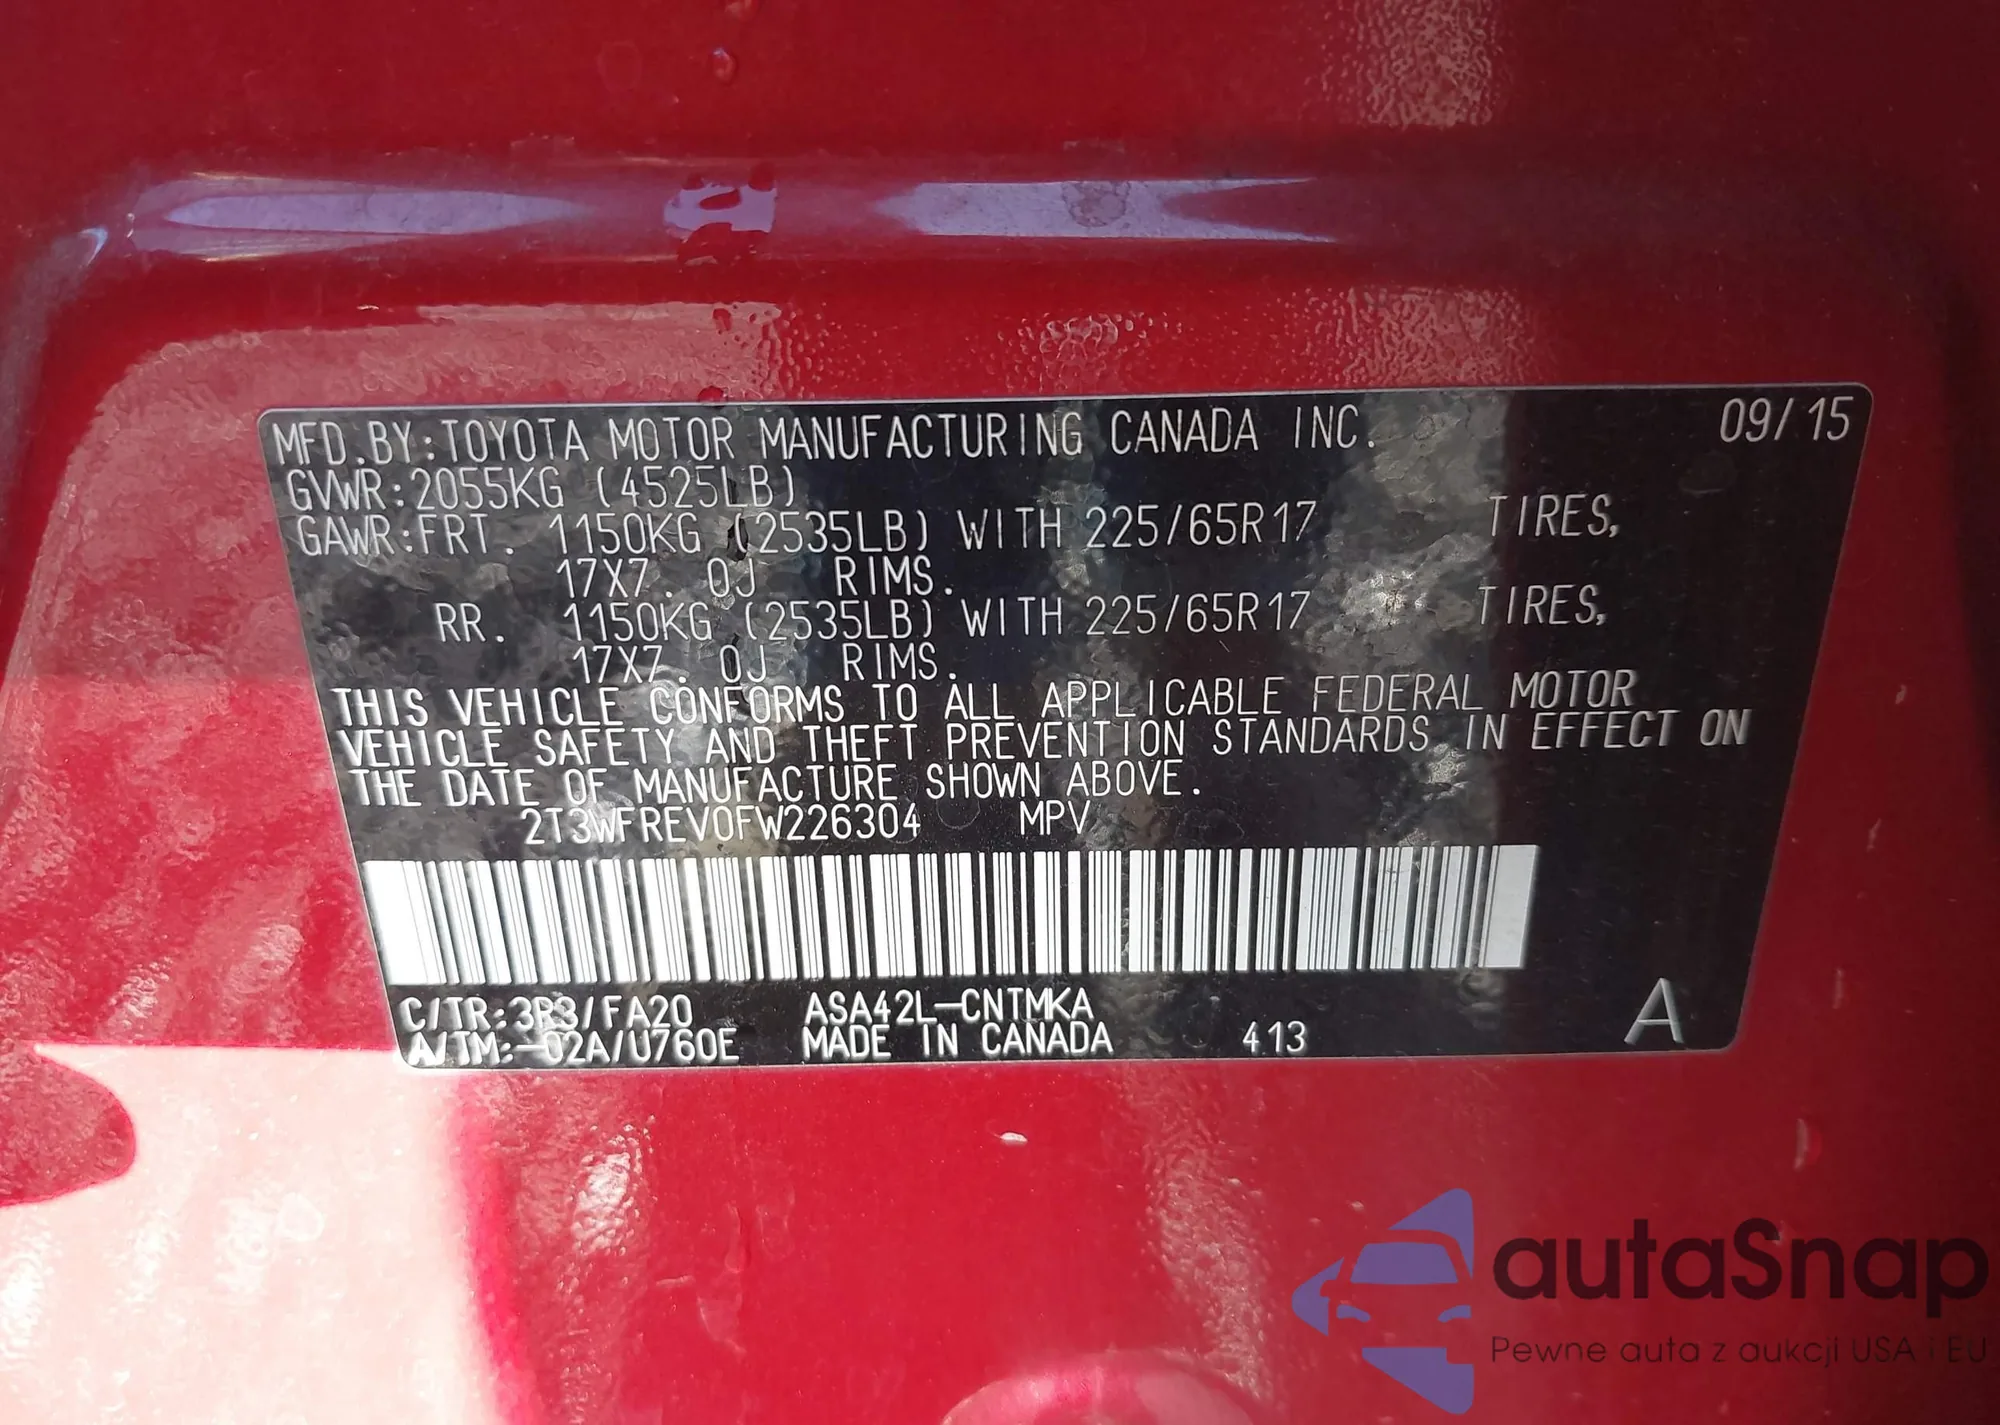 MFD.BY:TOYOTA MOTOR MANUFACTURING CANADA INC. 09/15
GVWR:2055KG (4525LB)
GAWR:FRT. 1150KG (2535LB) WITH 225/65R17 TIRES,
17X7.0J RIMS.
RR. 1150KG (2535LB) WITH 225/65R17 TIRES,
17X7.0J RIMS.
THIS VEHICLE CONFORMS TO ALL APPLICABLE FEDERAL MOTOR
VEHICLE SAFETY AND THEFT PREVENTION STANDARDS IN EFFECT ON
THE DATE OF MANUFACTURE SHOWN ABOVE.
2T3WFREV0FW226304 MPV
C/TR:3R3/FA20 ASA42L-CNTMKA
A/TM:-02A/U760E MADE IN CANADA 413 A
autaSnap
Pewne auta z aukcji USA i EU